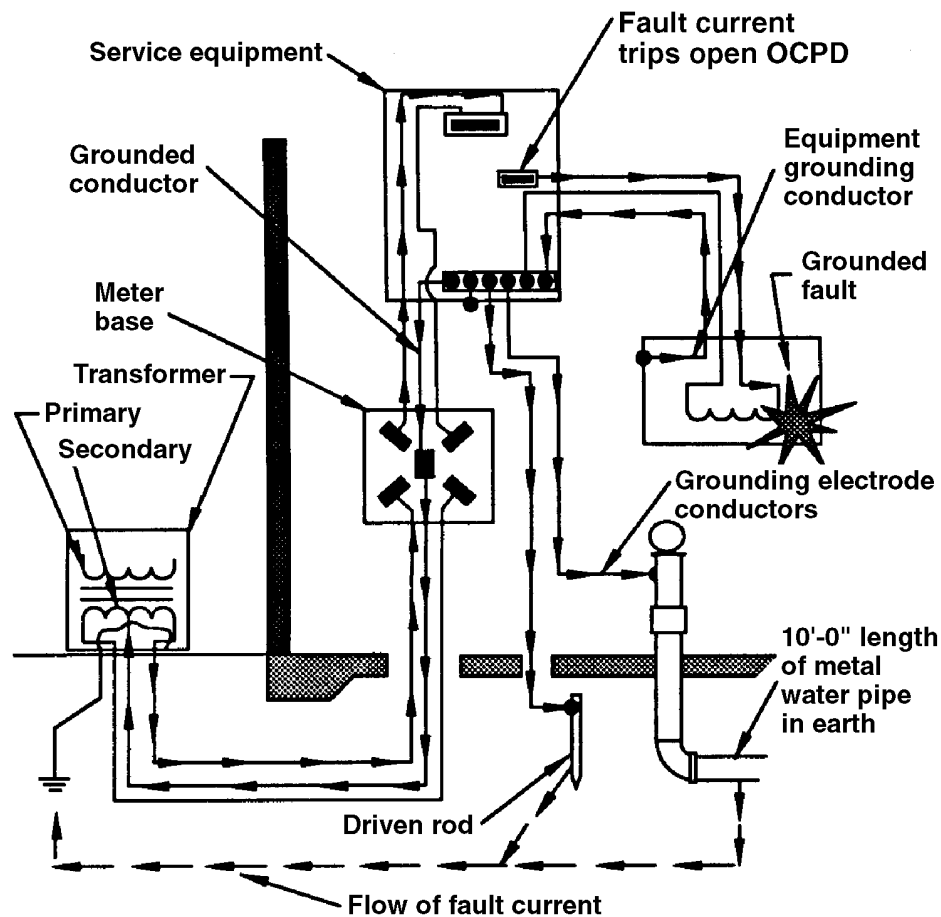 Fault current
trips open OCPD
Service equipment
Equipment
grounding
conductor
Grounded
conductor
Grounded
fault
Meter
base
Transformer
Primary
Secondary
Grounding electrode
conductors
10'-0" length
of metal
water pipe
in earth
Driven rod
Flow of fault current